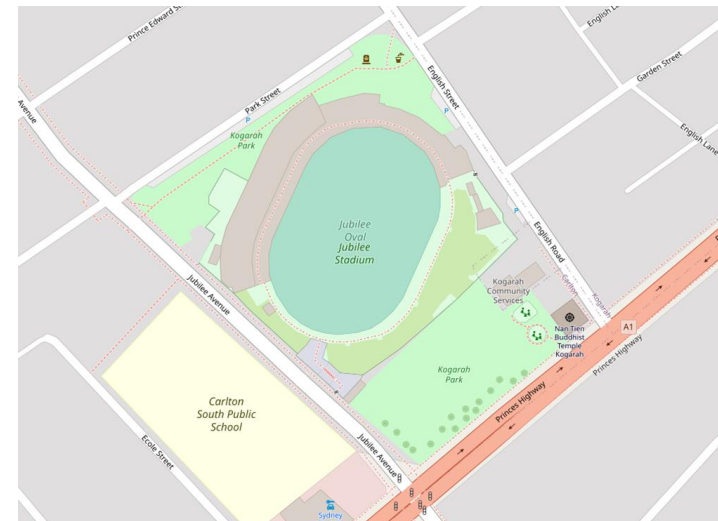 Prince Edward S
English L
Garden Street
English Street
Avenue
Park Street
P
P
English Lane
Kogarah
Park
P
Jubilee
Oval
Jubilee
Stadium
English Road
Kogarah
Community
Services
Carlton
Kogarah
Jubilee Avenue
A1
Nan Tien
Buddhist
Temple
Kogarah
Princes Highway
Kogarah
Park
Princes Highway
Carlton
South Public
School
Ecole Street
Jubilee Avenue
Sydney